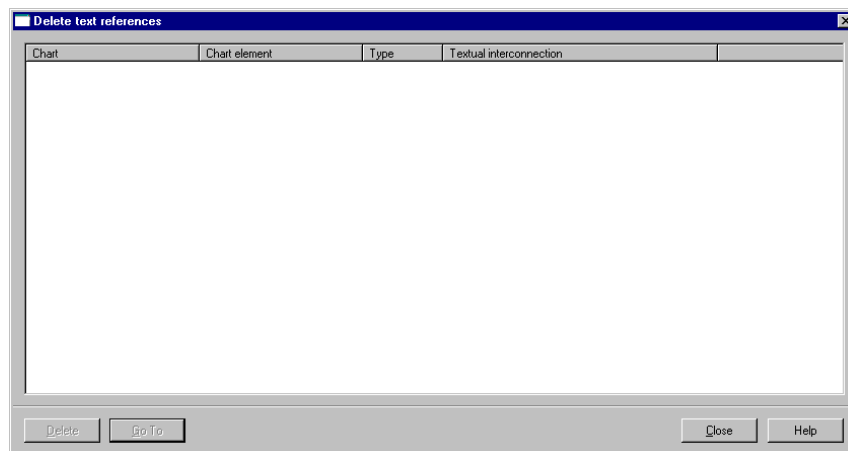 Delete text references
Chart Chart element Type Textual interconnection
Delete Go To Close Help